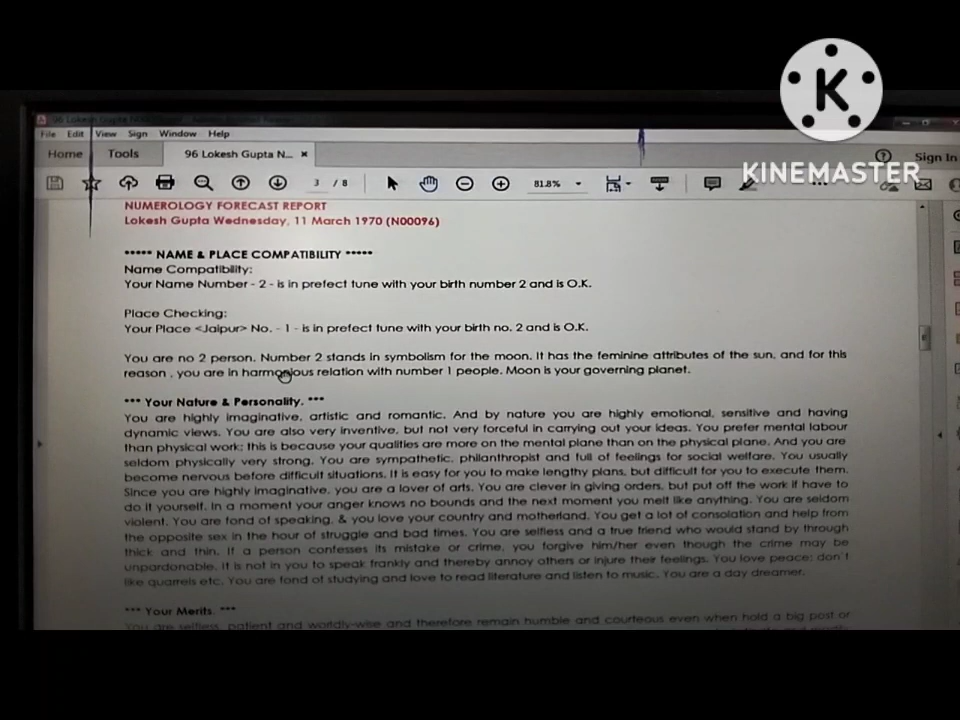 KINEMASTER
96 Lokesh Gupta
File Edit View Sign Window Help
Home Tools 96 Lokesh Gupta N... × Sign In
3 / 8 81.8%
NUMEROLOGY FORECAST REPORT
Lokesh Gupta Wednesday, 11 March 1970 (N00096)
***** NAME & PLACE COMPATIBILITY *****
Name Compatibility:
Your Name Number - 2 - is in prefect tune with your birth number 2 and is O.K.
Place Checking:
Your Place <Jaipur> No. - 1 - is in prefect tune with your birth no. 2 and is O.K.
You are no 2 person. Number 2 stands in symbolism for the moon. It has the feminine attributes of the sun, and for this
reason , you are in harmonious relation with number 1 people. Moon is your governing planet.
*** Your Nature & Personality. ***
You are highly imaginative, artistic and romantic. And by nature you are highly emotional, sensitive and having
dynamic views. You are also very inventive, but not very forceful in carrying out your ideas. You prefer mental labour
than physical work; this is because your qualities are more on the mental plane than on the physical plane. And you are
seldom physically very strong. You are sympathetic, philanthropist and full of feelings for social welfare. You usually
become nervous before difficult situations. It is easy for you to make lengthy plans, but difficult for you to execute them.
Since you are highly imaginative, you are a lover of arts. You are clever in giving orders, but put off the work if have to
do it yourself. In a moment your anger knows no bounds and the next moment you melt like anything. You are seldom
violent. You are fond of speaking, & you love your country and motherland. You get a lot of consolation and help from
the opposite sex in the hour of struggle and bad times. You are selfless and a true friend who would stand by through
thick and thin. If a person confesses its mistake or crime, you forgive him/her even though the crime may be
unpardonable. It is not in you to speak frankly and thereby annoy others or injure their feelings. You love peace; don't
like quarrels etc. You are fond of studying and love to read literature and listen to music. You are a day dreamer.
*** Your Merits. ***
You are selfless, patient and worldly-wise and therefore remain humble and courteous even when hold a big post or